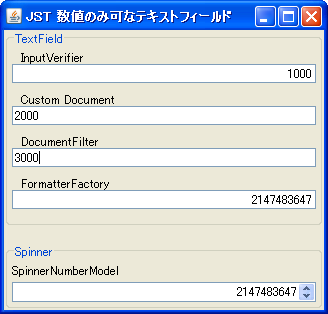 JST 数値のみ可なテキストフィールド
TextField
InputVerifier
1000
Custom Document
2000
DocumentFilter
3000
FormatterFactory
2147483647
Spinner
SpinnerNumberModel
2147483647